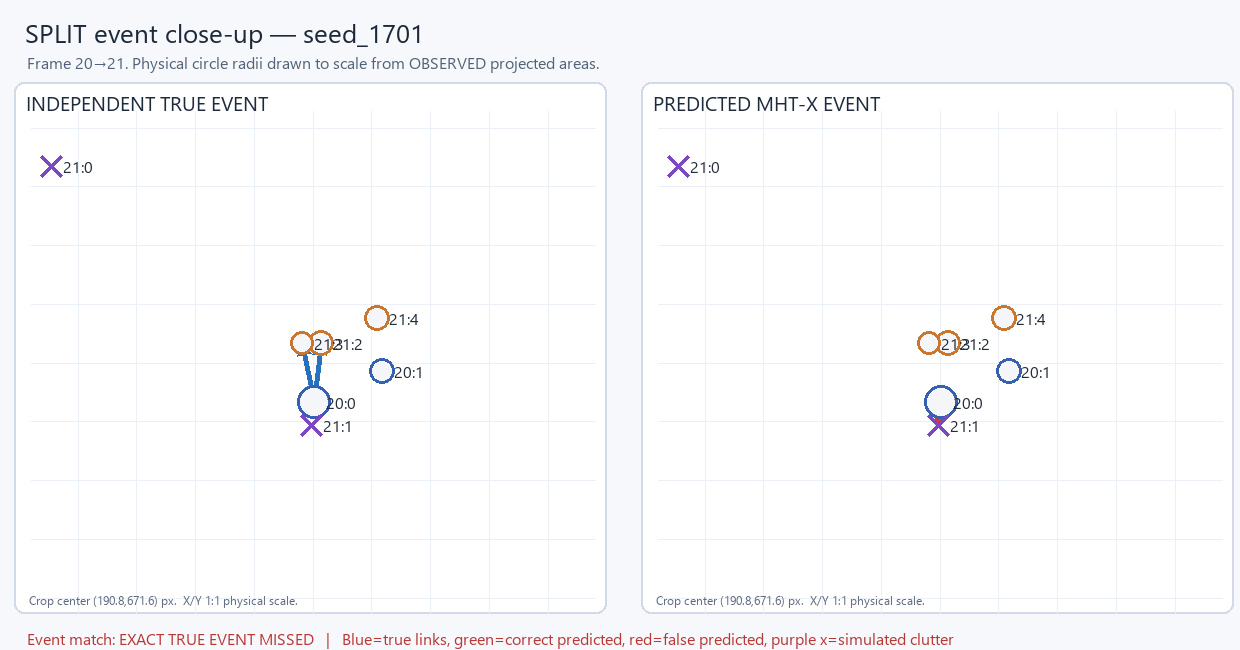 SPLIT event close-up — seed_1701
Frame 20→21. Physical circle radii drawn to scale from OBSERVED projected areas.
INDEPENDENT TRUE EVENT
21:0
21:4
21:3
21:2
20:1
20:0
21:1
Crop center (190.8,671.6) px. X/Y 1:1 physical scale.
PREDICTED MHT-X EVENT
21:0
21:4
21:3
21:2
20:1
20:0
21:1
Crop center (190.8,671.6) px. X/Y 1:1 physical scale.
Event match: EXACT TRUE EVENT MISSED | Blue=true links, green=correct predicted, red=false predicted, purple x=simulated clutter